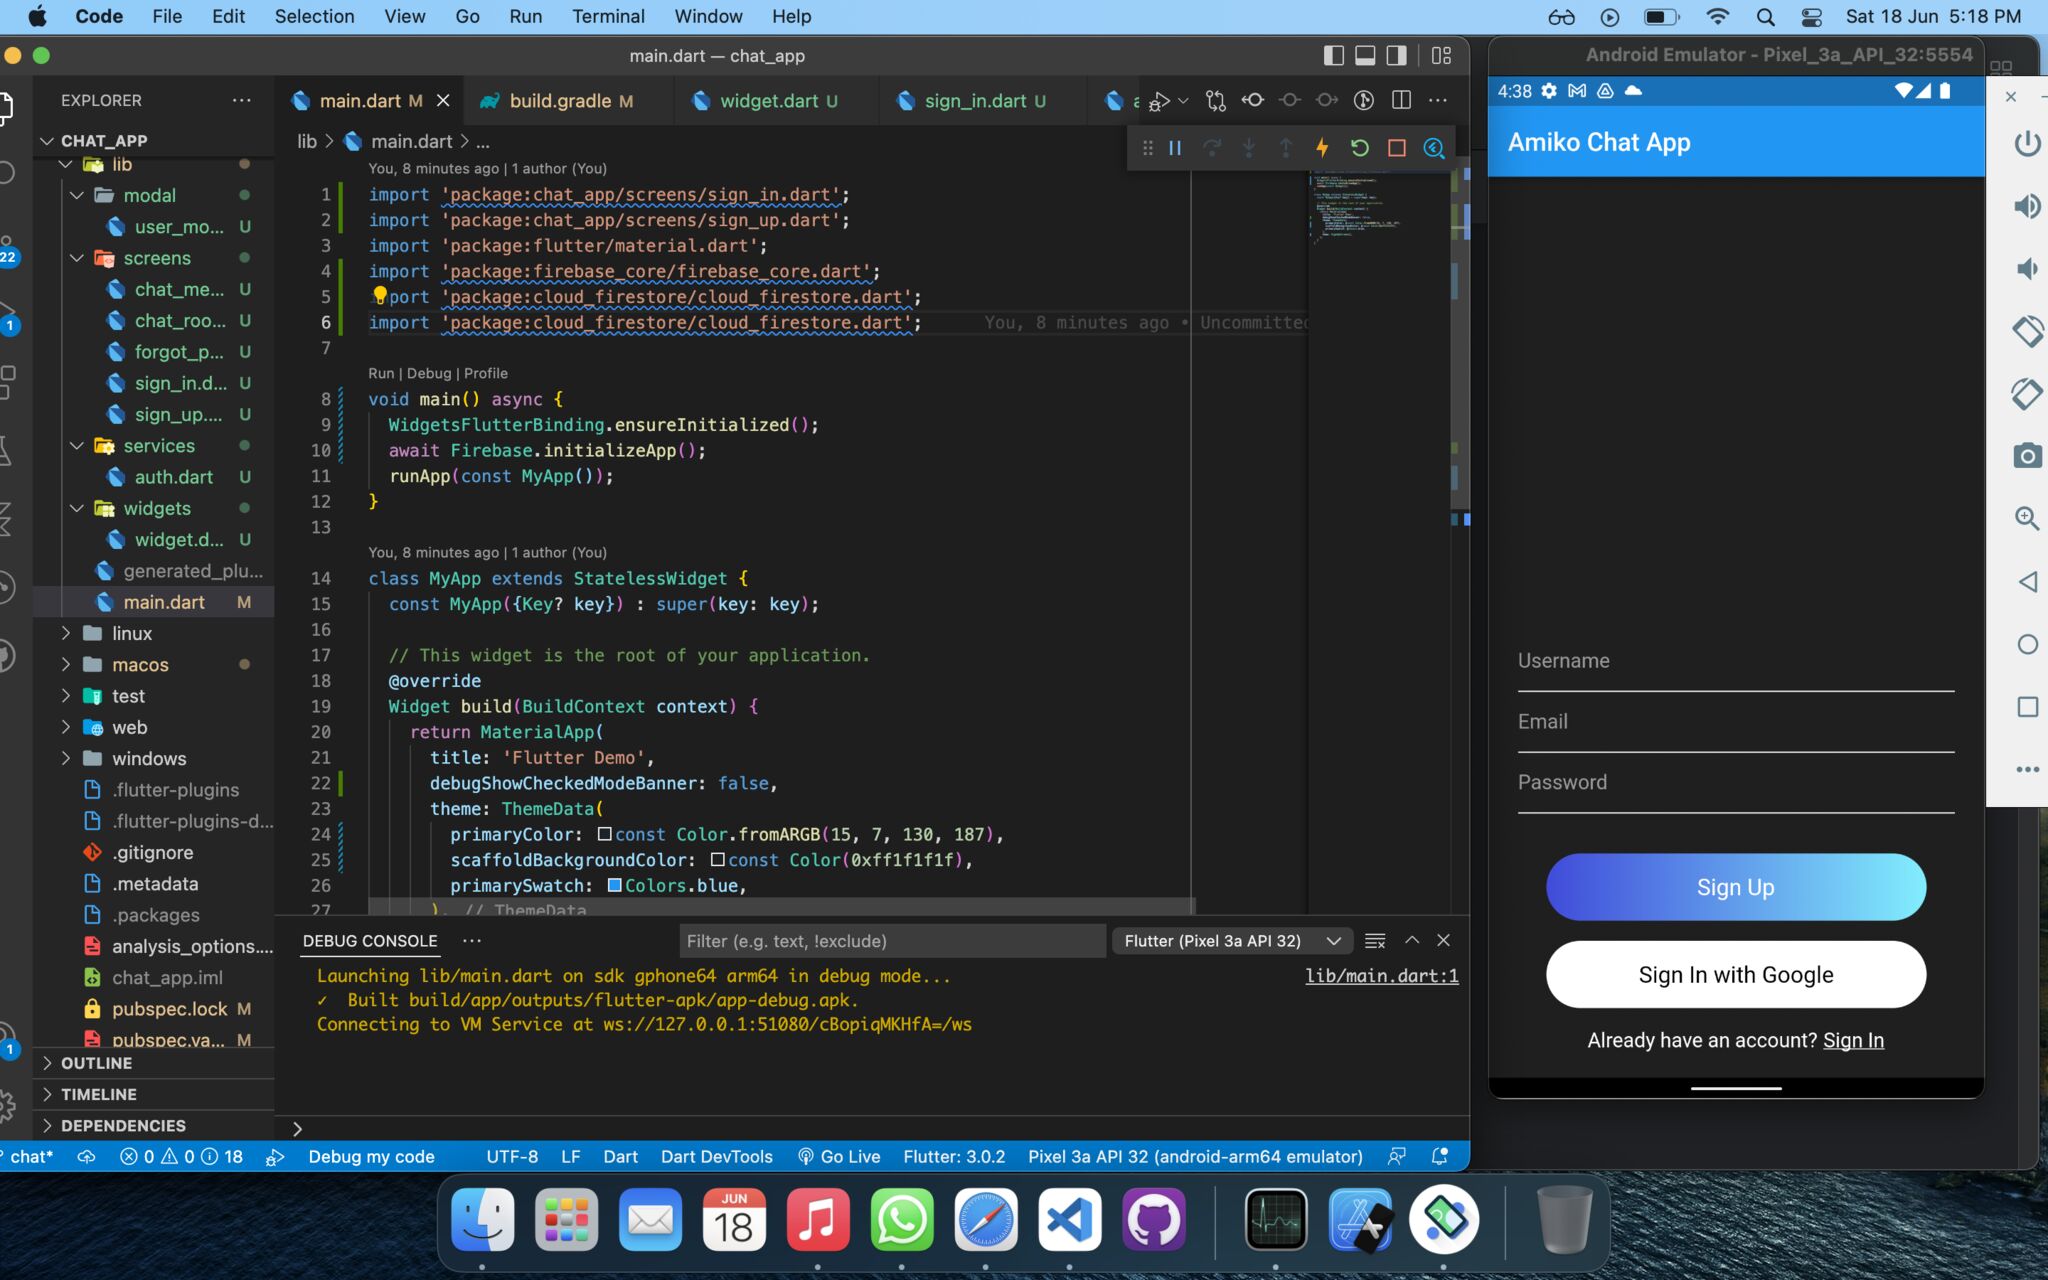 Code File Edit Selection View Go Run Terminal Window Help
Sat 18 Jun 5:18 PM
main.dart — chat_app
EXPLORER
CHAT_APP
lib
modal
user_mo... U
screens
chat_me... U
chat_roo... U
forgot_p... U
sign_in.d... U
sign_up.... U
services
auth.dart U
widgets
widget.d... U
generated_plu...
main.dart M
linux
macos
test
web
windows
.flutter-plugins
.flutter-plugins-d...
.gitignore
.metadata
.packages
analysis_options....
chat_app.iml
pubspec.lock M
pubspec.ya... M
OUTLINE
TIMELINE
DEPENDENCIES
22
1
1
main.dart M
build.gradle M
widget.dart U
sign_in.dart U
a
lib > main.dart > ...
You, 8 minutes ago | 1 author (You)
1 import 'package:chat_app/screens/sign_in.dart';
2 import 'package:chat_app/screens/sign_up.dart';
3 import 'package:flutter/material.dart';
4 import 'package:firebase_core/firebase_core.dart';
5 import 'package:cloud_firestore/cloud_firestore.dart';
6 import 'package:cloud_firestore/cloud_firestore.dart'; You, 8 minutes ago • Uncommitted
7
Run | Debug | Profile
8 void main() async {
9 WidgetsFlutterBinding.ensureInitialized();
10 await Firebase.initializeApp();
11 runApp(const MyApp());
12 }
13
You, 8 minutes ago | 1 author (You)
14 class MyApp extends StatelessWidget {
15 const MyApp({Key? key}) : super(key: key);
16
17 // This widget is the root of your application.
18 @override
19 Widget build(BuildContext context) {
20 return MaterialApp(
21 title: 'Flutter Demo',
22 debugShowCheckedModeBanner: false,
23 theme: ThemeData(
24 primaryColor: const Color.fromARGB(15, 7, 130, 187),
25 scaffoldBackgroundColor: const Color(0xff1f1f1f),
26 primarySwatch: Colors.blue,
27 ), // ThemeData
DEBUG CONSOLE
Filter (e.g. text, !exclude)
Flutter (Pixel 3a API 32)
Launching lib/main.dart on sdk gphone64 arm64 in debug mode... lib/main.dart:1
✓ Built build/app/outputs/flutter-apk/app-debug.apk.
Connecting to VM Service at ws://127.0.0.1:51080/cBopiqMKHfA=/ws
>
chat* 0 0 18 Debug my code UTF-8 LF Dart Dart DevTools Go Live Flutter: 3.0.2 Pixel 3a API 32 (android-arm64 emulator)
Android Emulator - Pixel_3a_API_32:5554
4:38
Amiko Chat App
Username
Email
Password
Sign Up
Sign In with Google
Already have an account? Sign In
JUN
18